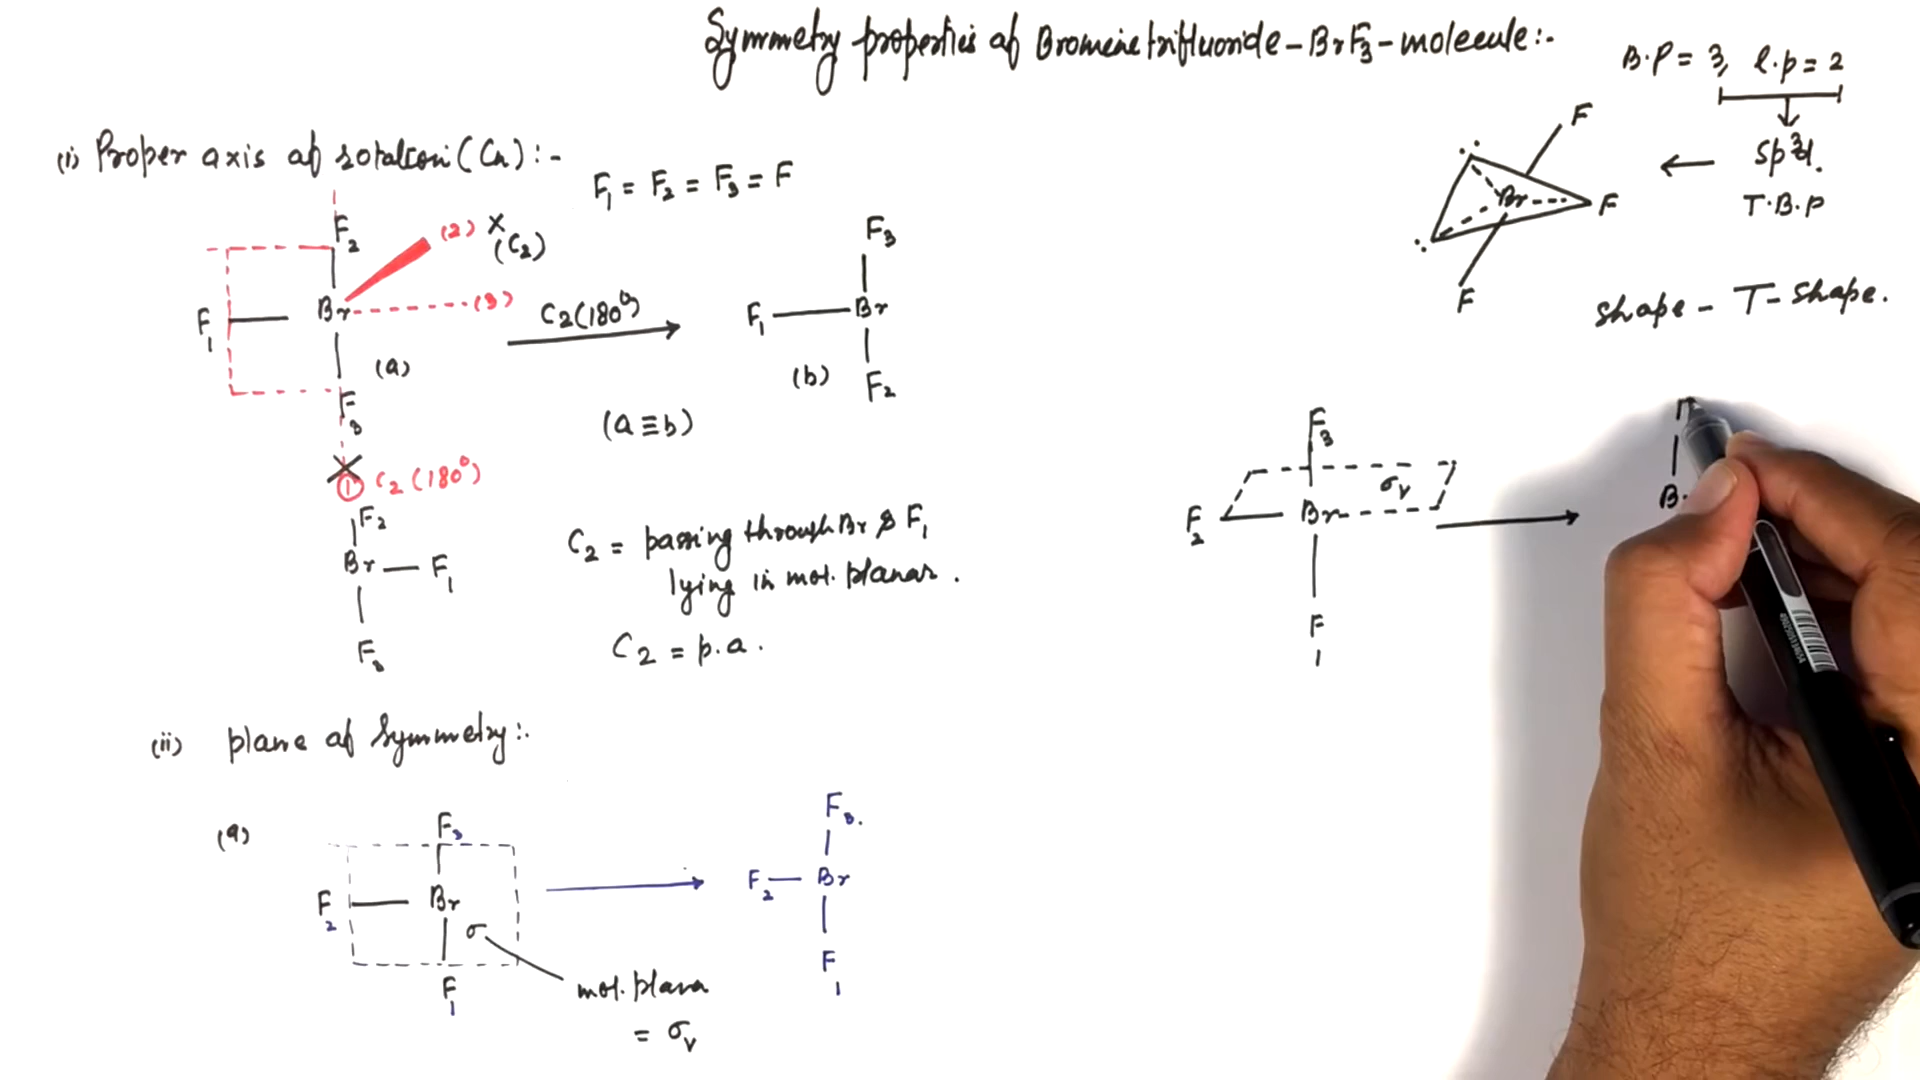 Symmetry properties of Bromine trifluoride - BrF3 - molecule:-
B.P = 3, l.p = 2
(i) Proper axis of rotation (Cn) :-
F1 = F2 = F3 = F
sp3d.
T.B.P
F
Br F
F
shape - T-shape.
F2
(2) × (C2)
F1 Br (3)
(a)
F3
① C2 (180°)
C2 (180°)
F3
F1 Br
(b) F2
(a ≡ b)
F2
Br F1
F3
C2 = passing through Br & F1
lying in mol. planar.
C2 = p.a.
F3
σv
F2 Br
F1
B
(ii) plane of Symmetry:.
(a)
F3
F2 Br
σ
F1
mol. plana
= σv
F3.
F2 Br
F1